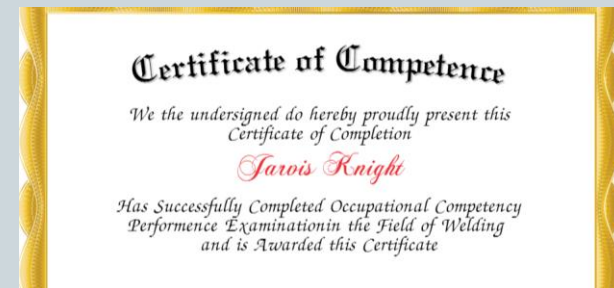 Certificate of Competence
We the undersigned do hereby proudly present this
Certificate of Completion
Jarvis Knight
Has Successfully Completed Occupational Competency
Performence Examinationin the Field of Welding
and is Awarded this Certificate